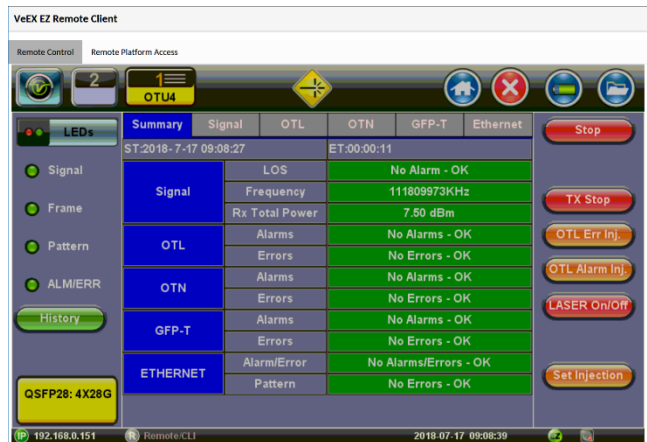 VeEX EZ Remote Client
Remote Control Remote Platform Access
2 1 OTU4
LEDs Summary Signal OTL OTN GFP-T Ethernet Stop
ST:2018- 7-17 09:08:27 ET:00:00:11
Signal Signal LOS No Alarm - OK
Frequency 111809973KHz
Rx Total Power 7.50 dBm
TX Stop
Frame
OTL Alarms No Alarms - OK
Errors No Errors - OK
OTL Err Inj.
Pattern
OTN Alarms No Alarms - OK
Errors No Errors - OK
OTL Alarm Inj.
ALM/ERR
GFP-T Alarms No Alarms - OK
Errors No Errors - OK
LASER On/Off
History
ETHERNET Alarm/Error No Alarms/Errors - OK
Pattern No Errors - OK
Set Injection
QSFP28: 4X28G
IP 192.168.0.151 R Remote/CLI 2018-07-17 09:08:39